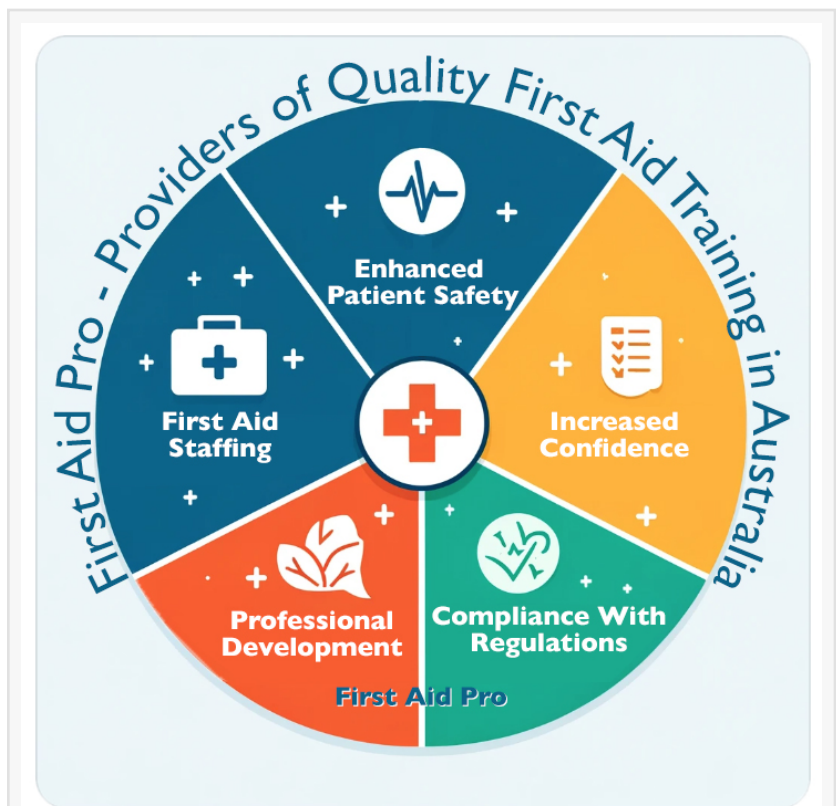 First Aid Pro - Providers of Quality First Aid Training in Australia
Enhanced
Patient Safety
First Aid
Staffing
Increased
Confidence
Professional
Development
Compliance With
Regulations
First Aid Pro